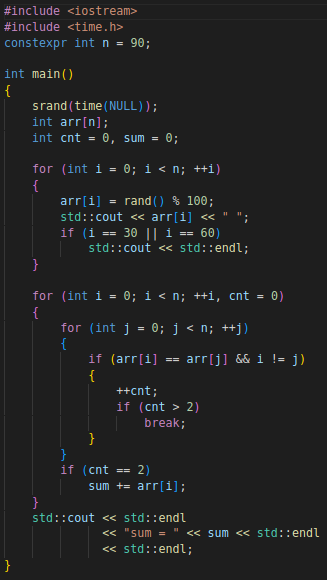 #include <iostream>
#include <time.h>
constexpr int n = 90;

int main()
{
    srand(time(NULL));
    int arr[n];
    int cnt = 0, sum = 0;

    for (int i = 0; i < n; ++i)
    {
        arr[i] = rand() % 100;
        std::cout << arr[i] << " ";
        if (i == 30 || i == 60)
            std::cout << std::endl;
    }

    for (int i = 0; i < n; ++i, cnt = 0)
    {
        for (int j = 0; j < n; ++j)
        {
            if (arr[i] == arr[j] && i != j)
            {
                ++cnt;
                if (cnt > 2)
                    break;
            }
        }
        if (cnt == 2)
            sum += arr[i];
    }
    std::cout << std::endl
              << "sum = " << sum << std::endl
              << std::endl;
}